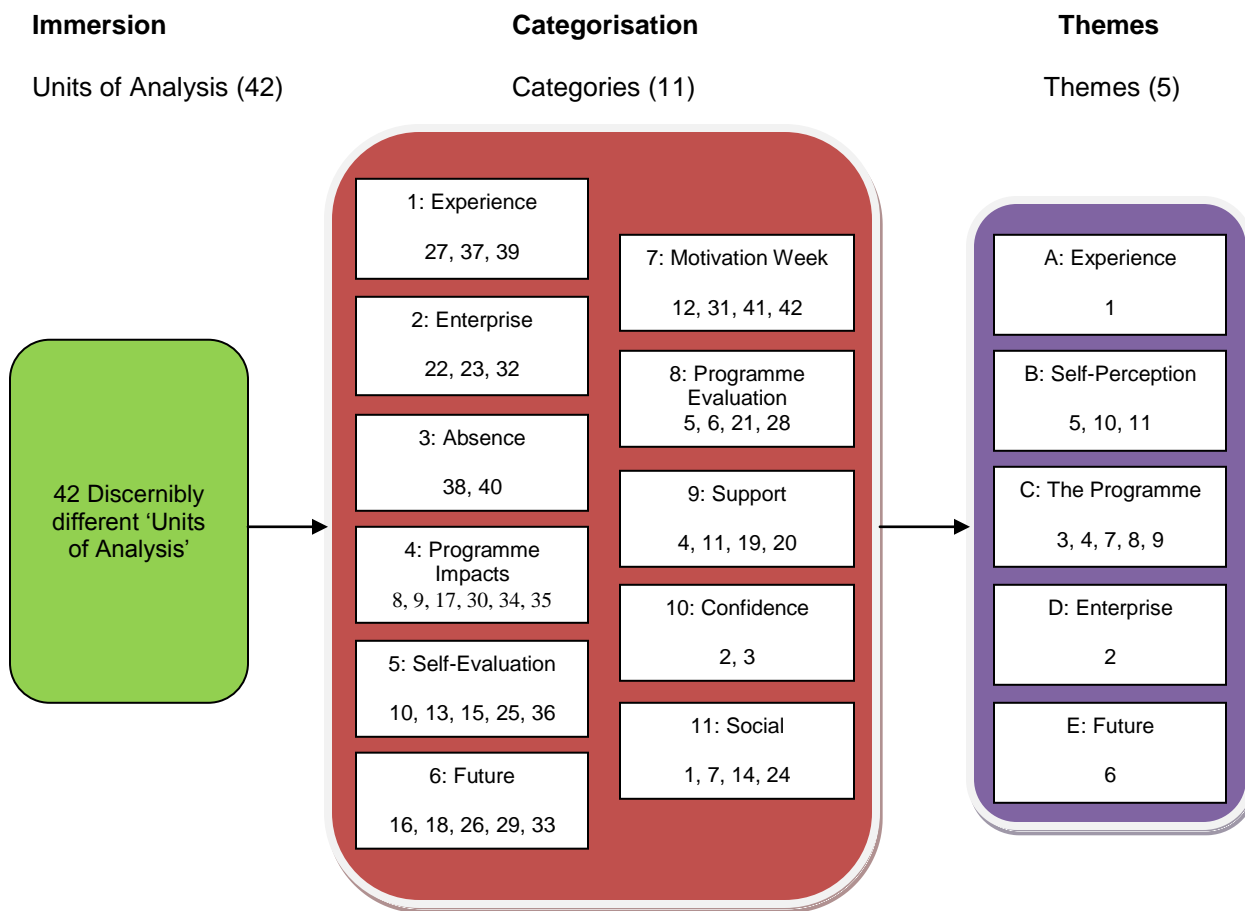 Immersion
Units of Analysis (42)
42 Discernibly
different ‘Units
of Analysis’
Categorisation
Categories (11)
1: Experience
27, 37, 39
2: Enterprise
22, 23, 32
3: Absence
38, 40
4: Programme
Impacts
8, 9, 17, 30, 34, 35
5: Self-Evaluation
10, 13, 15, 25, 36
6: Future
16, 18, 26, 29, 33
7: Motivation Week
12, 31, 41, 42
8: Programme
Evaluation
5, 6, 21, 28
9: Support
4, 11, 19, 20
10: Confidence
2, 3
11: Social
1, 7, 14, 24
Themes
Themes (5)
A: Experience
1
B: Self-Perception
5, 10, 11
C: The Programme
3, 4, 7, 8, 9
D: Enterprise
2
E: Future
6